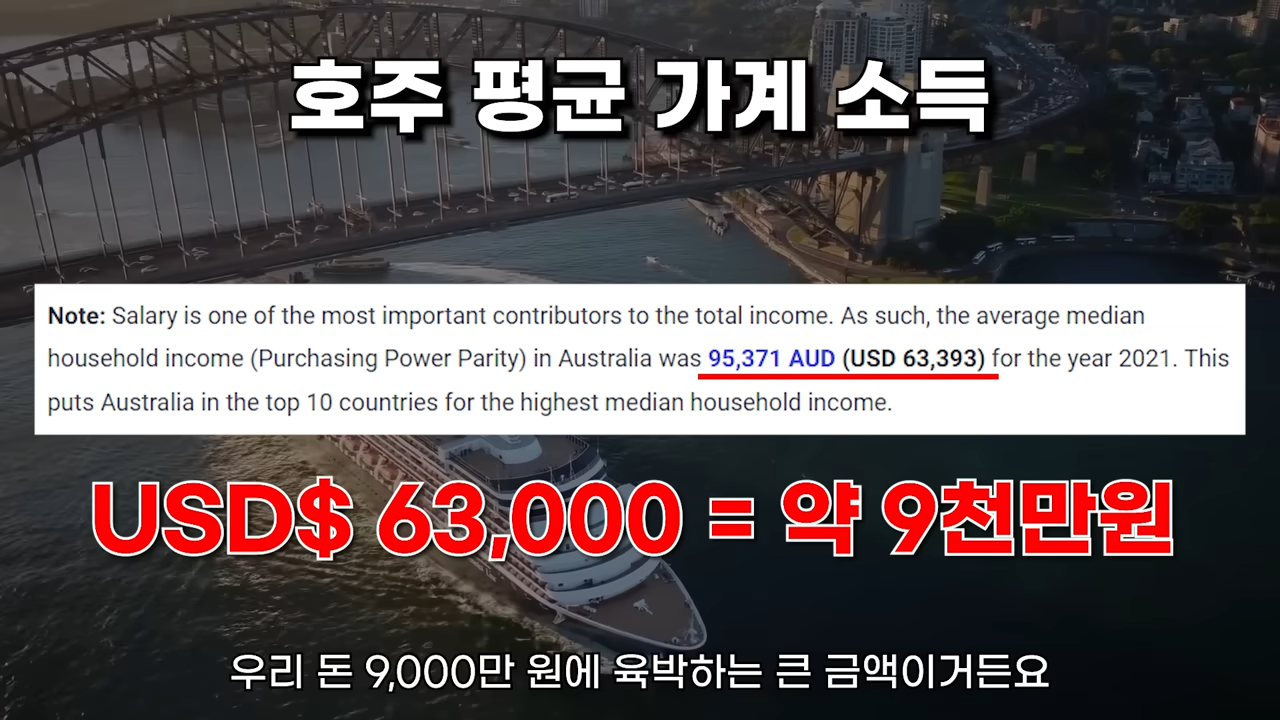 호주 평균 가계 소득
Note: Salary is one of the most important contributors to the total income. As such, the average median
household income (Purchasing Power Parity) in Australia was 95,371 AUD (USD 63,393) for the year 2021. This
puts Australia in the top 10 countries for the highest median household income.
USD$ 63,000 = 약 9천만원
우리 돈 9,000만 원에 육박하는 큰 금액이거든요